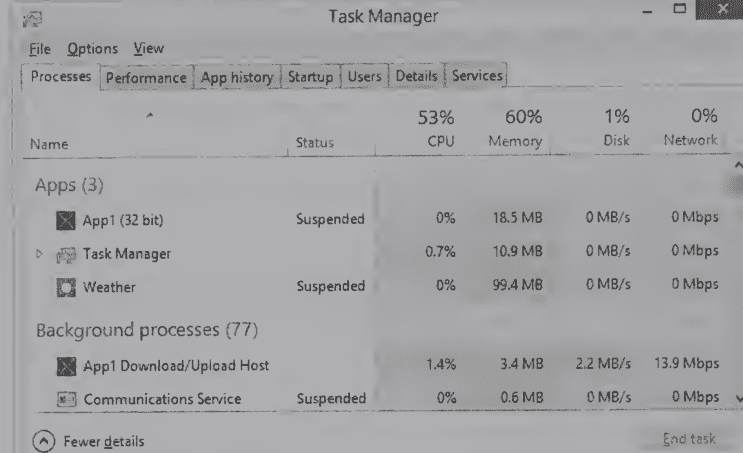 Task Manager
File Options View
Processes Performance App history Startup Users Details Services
53% 60% 1% 0%
Name Status CPU Memory Disk Network
Apps (3)
App1 (32 bit) Suspended 0% 18.5 MB 0 MB/s 0 Mbps
Task Manager 0.7% 10.9 MB 0 MB/s 0 Mbps
Weather Suspended 0% 99.4 MB 0 MB/s 0 Mbps
Background processes (77)
App1 Download/Upload Host 1.4% 3.4 MB 2.2 MB/s 13.9 Mbps
Communications Service Suspended 0% 0.6 MB 0 MB/s 0 Mbps
Fewer details End task